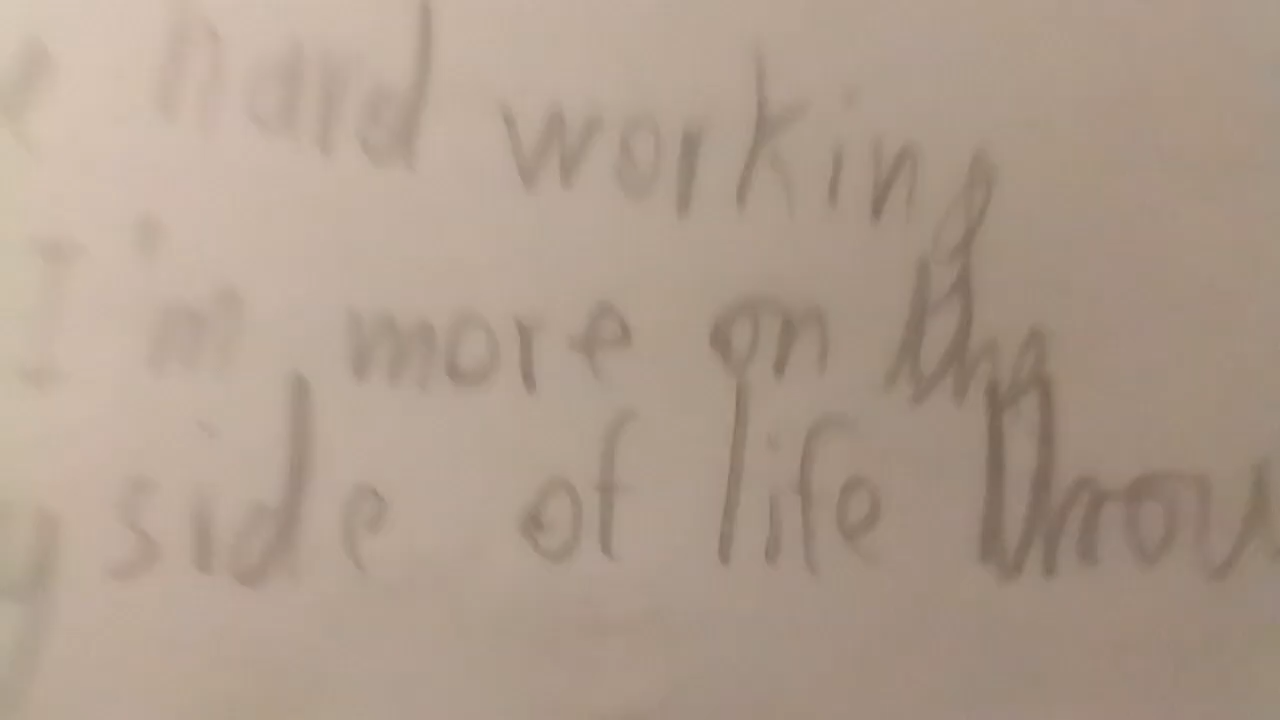 hard working
I'm more on the
side of life